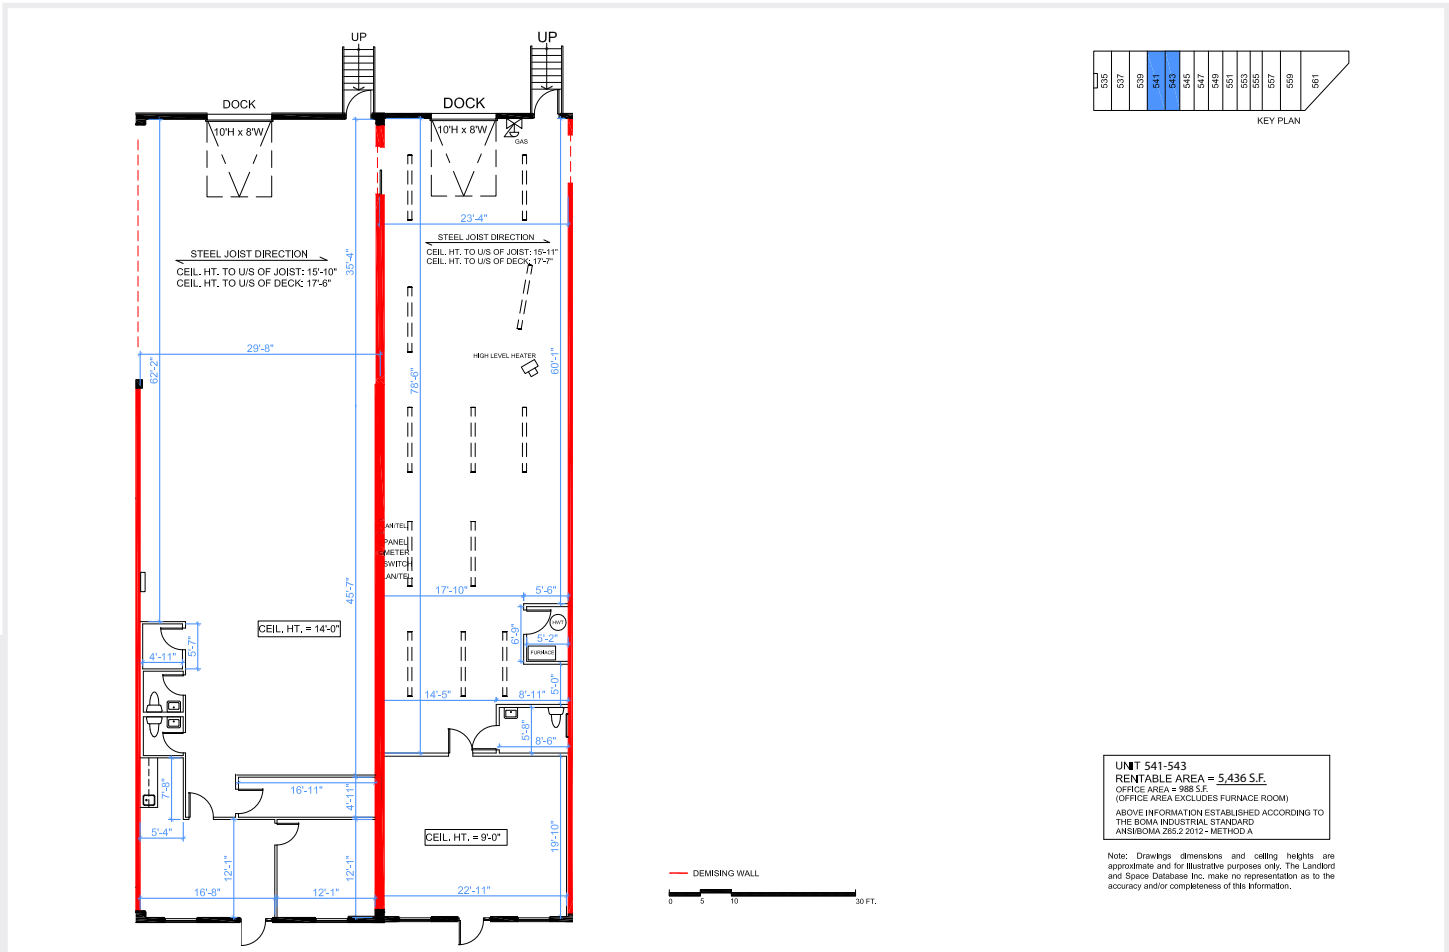 UP
UP
DOCK
DOCK
10'H x 8'W
10'H x 8'W
GAS
23'-4"
STEEL JOIST DIRECTION
CEIL. HT. TO U/S OF JOIST: 15'-10"
CEIL. HT. TO U/S OF DECK: 17'-6"
STEEL JOIST DIRECTION
CEIL. HT. TO U/S OF JOIST: 15'-11"
CEIL. HT. TO U/S OF DECK: 17'-7"
35'-4"
29'-8"
62'-2"
HIGH LEVEL HEATER
78'-6"
60'-1"
LAN/TEL
PANEL
METER
SWITCH
LAN/TEL
45'-7"
17'-10"
5'-6"
CEIL. HT. = 14'-0"
HWT
6'-9"
5'-2"
FURNACE
4'-11"
5'-7"
5'-0"
14'-5"
8'-11"
5'-8"
8'-6"
7'-8"
16'-11"
4'-11"
5'-4"
CEIL. HT. = 9'-0"
19'-10"
12'-1"
12'-1"
16'-8"
12'-1"
22'-11"
DEMISING WALL
0 5 10 30 FT.
535 537 539 541 543 545 547 549 551 553 555 557 559 561
KEY PLAN
UNIT 541-543
RENTABLE AREA = 5,436 S.F.
OFFICE AREA = 988 S.F.
(OFFICE AREA EXCLUDES FURNACE ROOM)
ABOVE INFORMATION ESTABLISHED ACCORDING TO
THE BOMA INDUSTRIAL STANDARD
ANSI/BOMA Z65.2 2012 - METHOD A
Note: Drawings dimensions and ceiling heights are
approximate and for illustrative purposes only. The Landlord
and Space Database Inc. make no representation as to the
accuracy and/or completeness of this information.